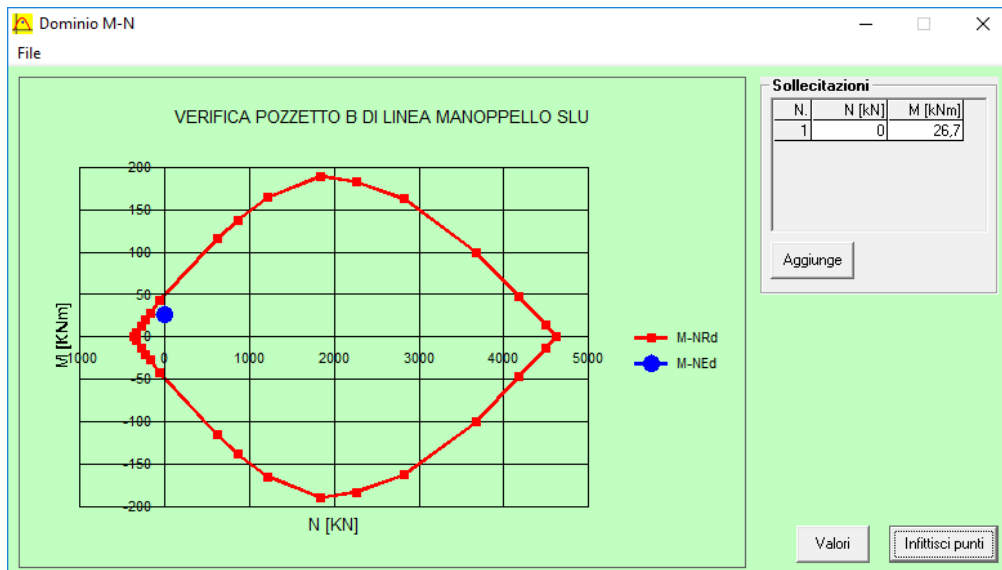 Dominio M-N
File
VERIFICA POZZETTO B DI LINEA MANOPPELLO SLU
200
150
100
50
0
-50
-100
-150
-200
M [KNm]
-1000 0 1000 2000 3000 4000 5000
N [KN]
M-NRd
M-NEd
Sollecitazioni
N. N [kN] M [kNm]
1 0 26,7
Aggiunge
Valori
Infittisci punti